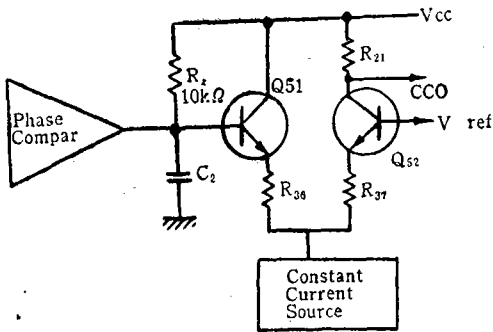 Vcc
R₂
10kΩ
Q51
R₂₁
CCO
Phase
Compar
V ref
Q₅₂
C₂
R₃₆
R₃₇
Constant
Current
Source